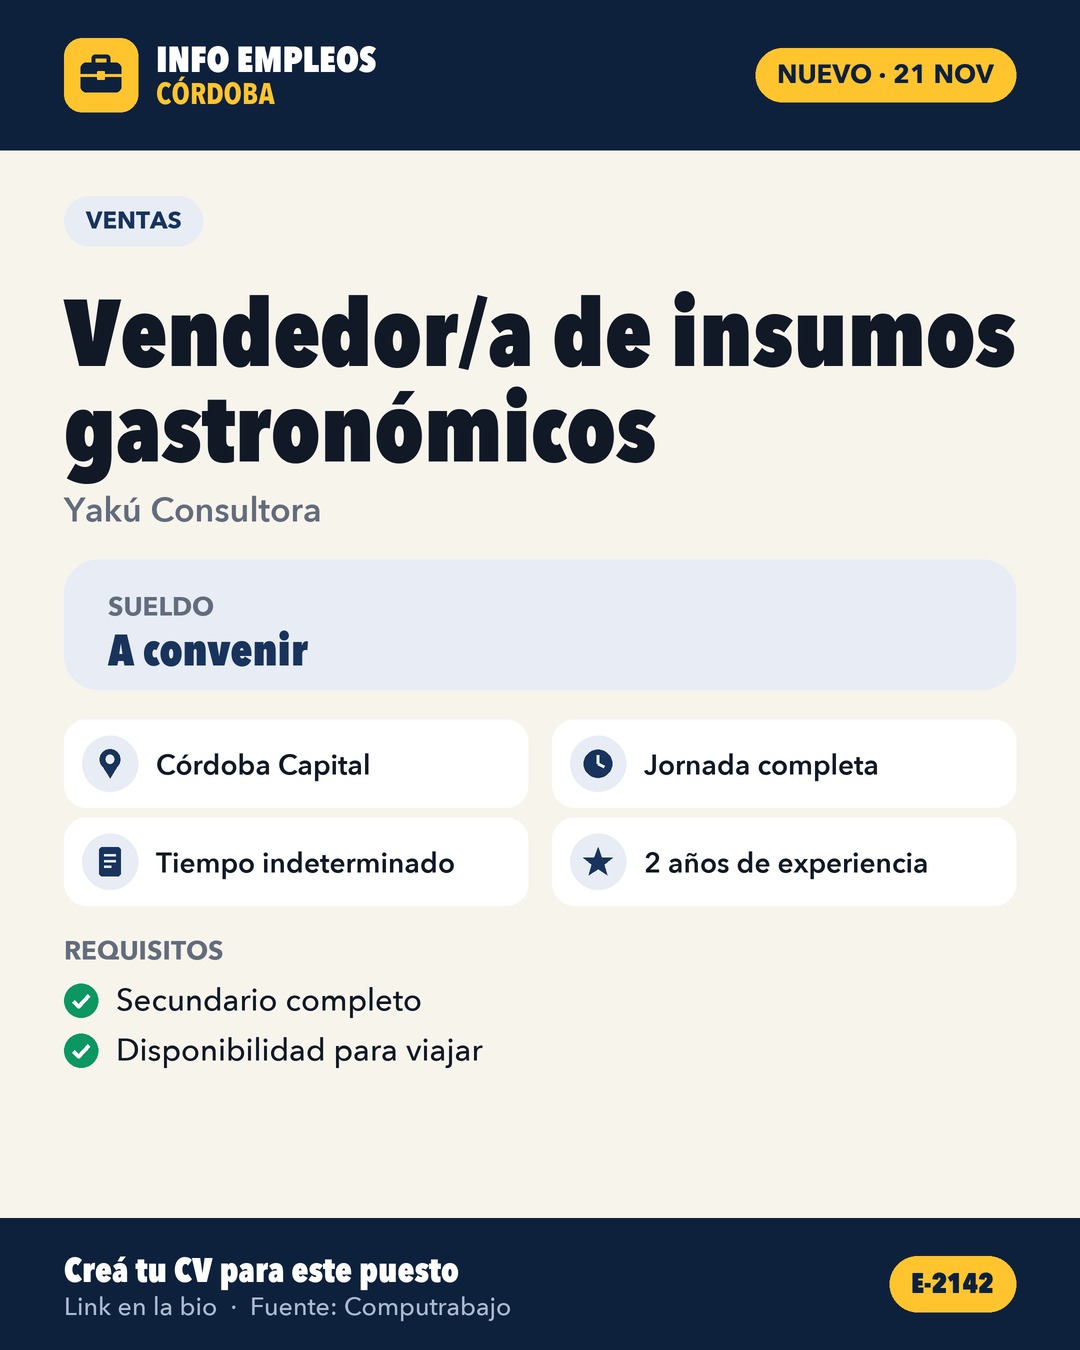 INFO EMPLEOS
CÓRDOBA
NUEVO · 21 NOV
VENTAS
Vendedor/a de insumos
gastronómicos
Yakú Consultora
SUELDO
A convenir
Córdoba Capital
Jornada completa
Tiempo indeterminado
2 años de experiencia
REQUISITOS
Secundario completo
Disponibilidad para viajar
Creá tu CV para este puesto
Link en la bio · Fuente: Computrabajo
E-2142